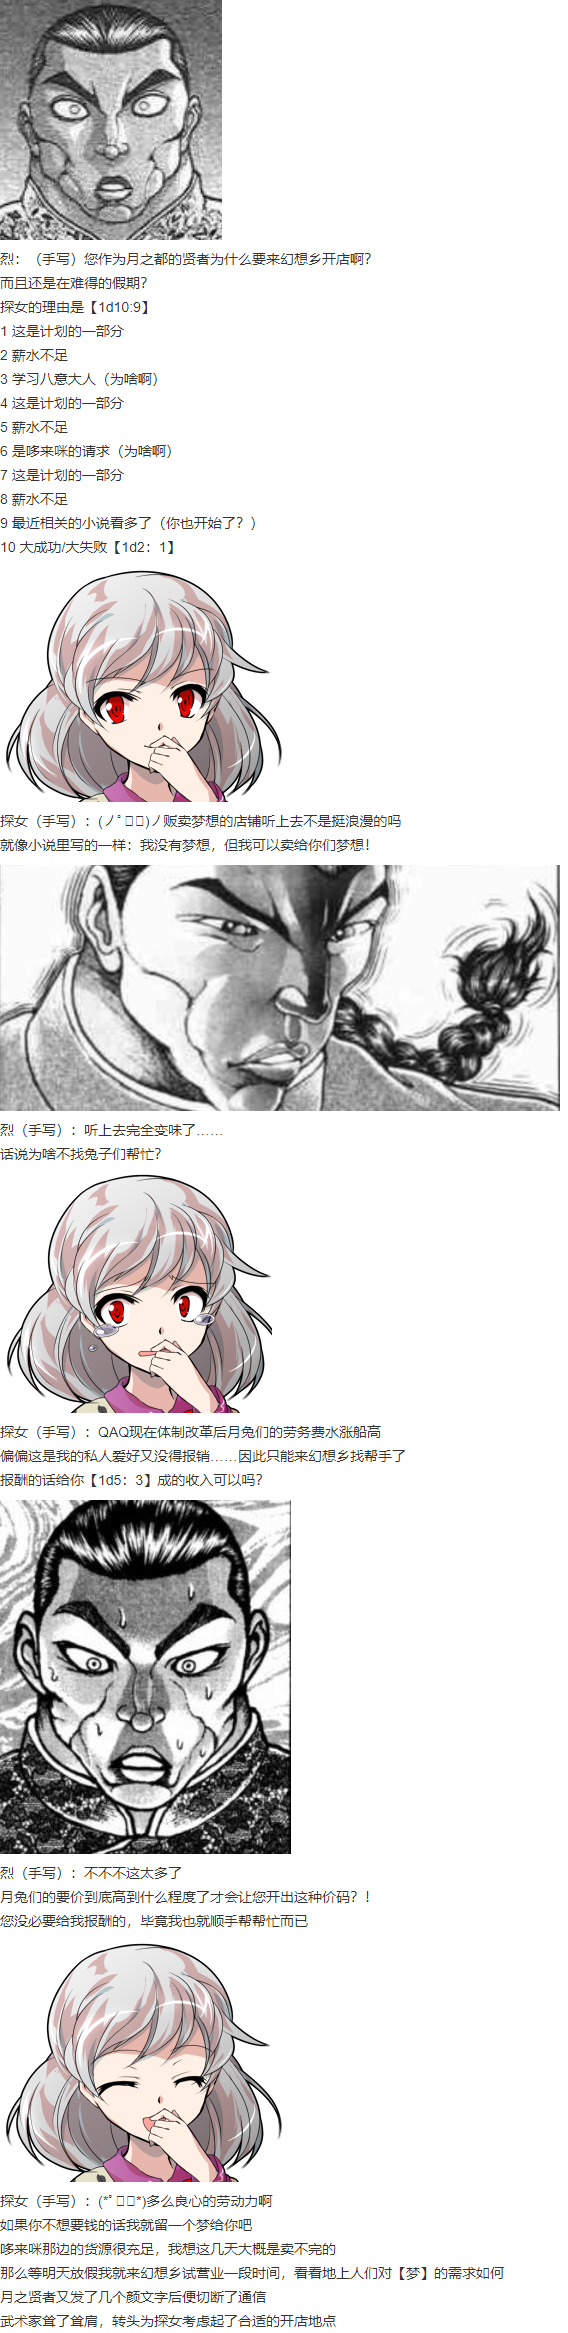 烈：（手写）您作为月之都的贤者为什么要来幻想乡开店啊？
而且还是在难得的假期？
探女的理由是【1d10:9】
1 这是计划的一部分
2 薪水不足
3 学习八意大人（为啥啊）
4 这是计划的一部分
5 薪水不足
6 是哆来咪的请求（为啥啊）
7 这是计划的一部分
8 薪水不足
9 最近相关的小说看多了（你也开始了？）
10 大成功/大失败【1d2：1】
探女（手写）：(ノﾟ▯▯)ノ贩卖梦想的店铺听上去不是挺浪漫的吗
就像小说里写的一样：我没有梦想，但我可以卖给你们梦想！
烈（手写）：听上去完全变味了……
话说为啥不找兔子们帮忙？
探女（手写）：QAQ现在体制改革后月兔们的劳务费水涨船高
偏偏这是我的私人爱好又没得报销……因此只能来幻想乡找帮手了
报酬的话给你【1d5：3】成的收入可以吗？
烈（手写）：不不不这太多了
月兔们的要价到底高到什么程度了才会让您开出这种价码？！
您没必要给我报酬的，毕竟我也就顺手帮帮忙而已
探女（手写）：(*ﾟ▯▯*)多么良心的劳动力啊
如果你不想要钱的话我就留一个梦给你吧
哆来咪那边的货源很充足，我想这几天大概是卖不完的
那么等明天放假我就来幻想乡试营业一段时间，看看地上人们对【梦】的需求如何
月之贤者又发了几个颜文字后便切断了通信
武术家耸了耸肩，转头为探女考虑起了合适的开店地点